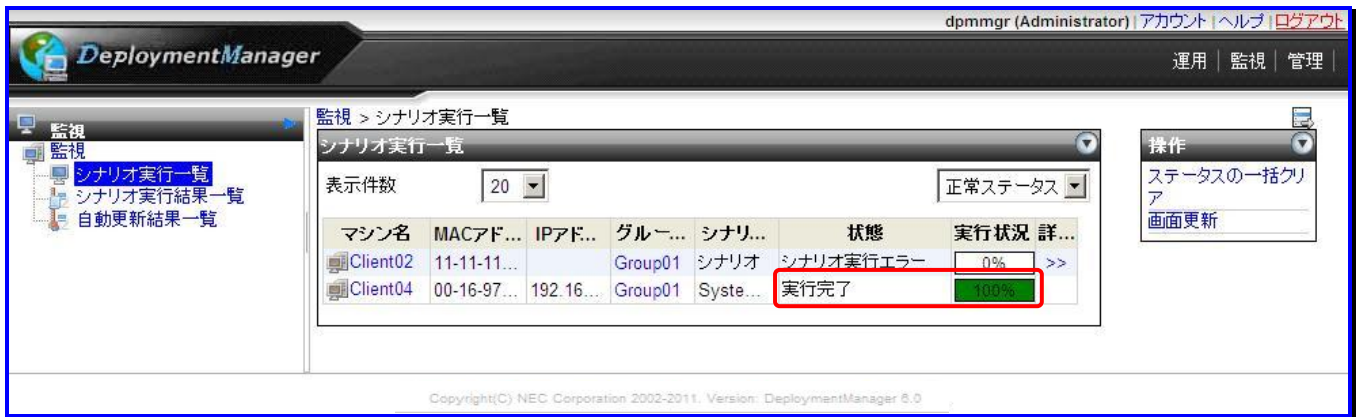 dpmmgr (Administrator) | アカウント | ヘルプ | ログアウト
DeploymentManager
運用 | 監視 | 管理 |
監視
監視
シナリオ実行一覧
シナリオ実行結果一覧
自動更新結果一覧
監視 > シナリオ実行一覧
シナリオ実行一覧
表示件数 20 正常ステータス
マシン名 MACアド... IPアド... グルー... シナリ... 状態 実行状況 詳...
Client02 11-11-11... Group01 シナリオ シナリオ実行エラー 0% >>
Client04 00-16-97... 192.16... Group01 Syste... 実行完了 100%
操作
ステータスの一括クリ
ア
画面更新
Copyright(C) NEC Corporation 2002-2011. Version: DeploymentManager 6.0